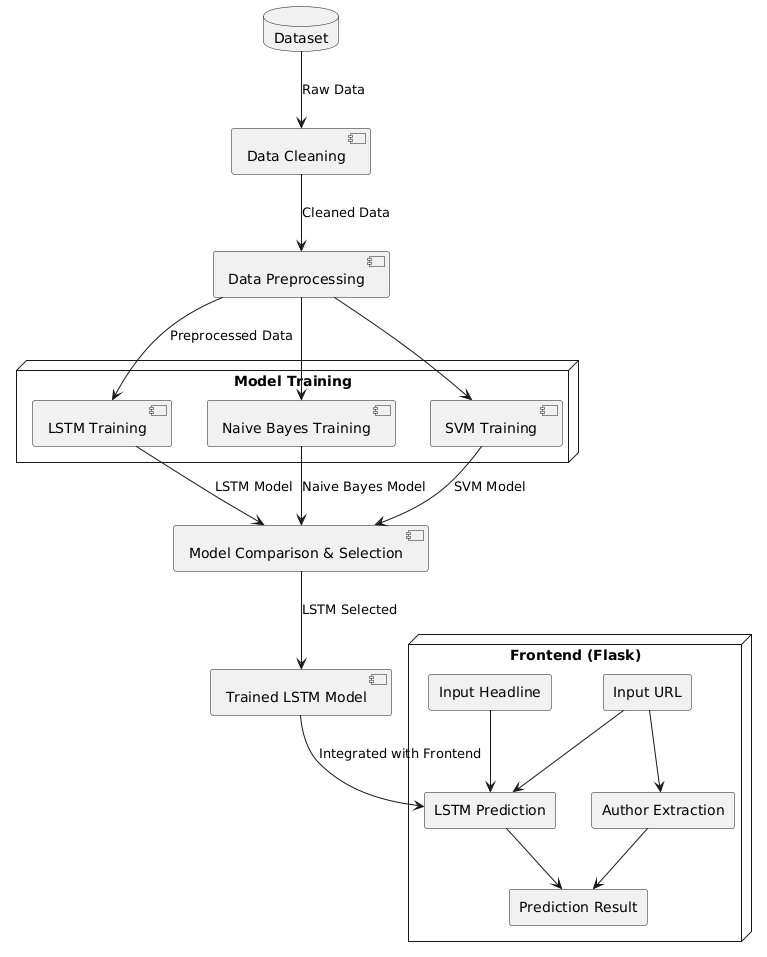 Dataset
Raw Data
Data Cleaning
Cleaned Data
Data Preprocessing
Preprocessed Data
Model Training
LSTM Training
Naive Bayes Training
SVM Training
LSTM Model
Naive Bayes Model
SVM Model
Model Comparison & Selection
LSTM Selected
Frontend (Flask)
Trained LSTM Model
Input Headline
Input URL
Integrated with Frontend
LSTM Prediction
Author Extraction
Prediction Result